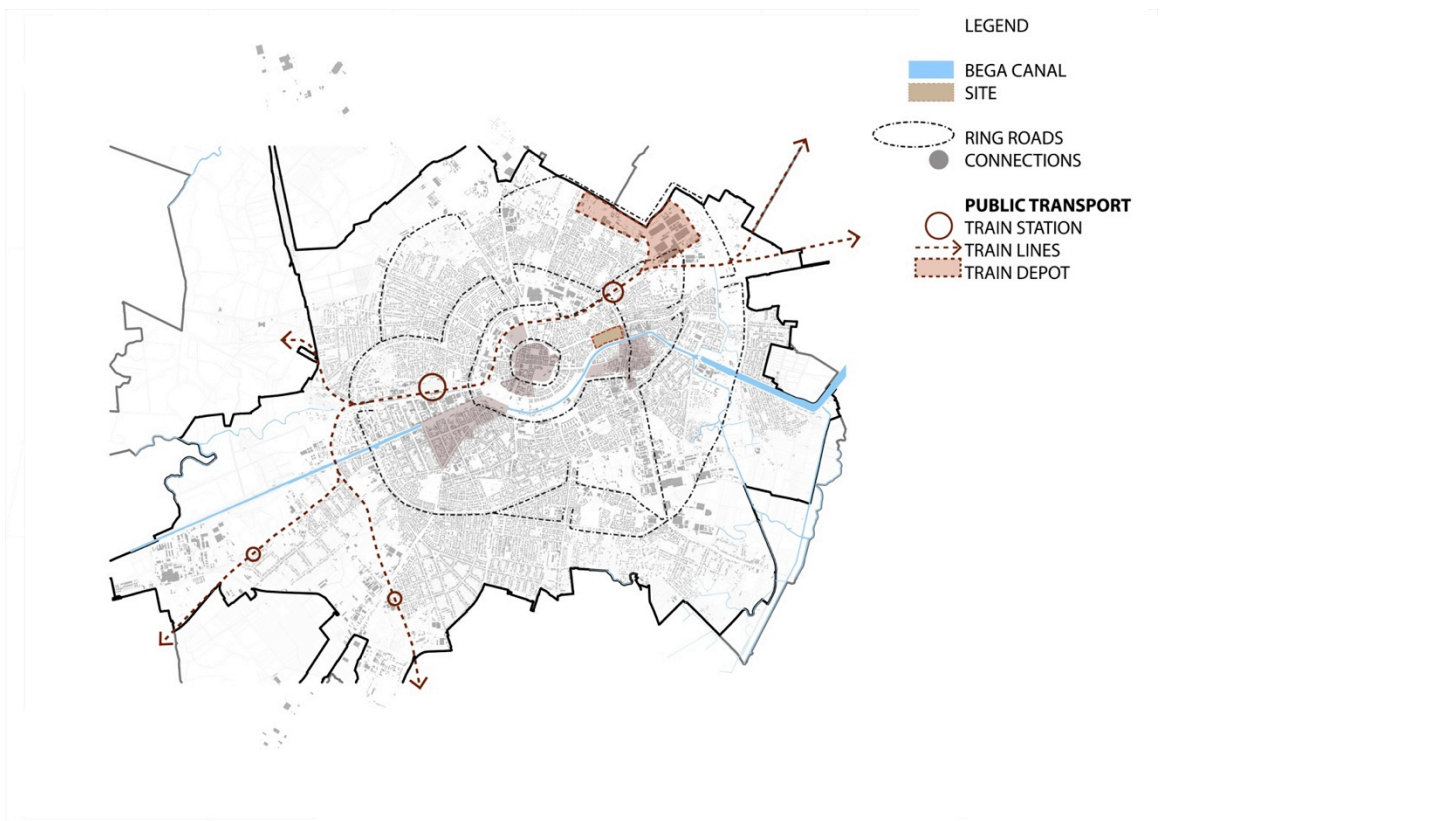 LEGEND
BEGA CANAL
SITE
RING ROADS
CONNECTIONS
PUBLIC TRANSPORT
TRAIN STATION
TRAIN LINES
TRAIN DEPOT